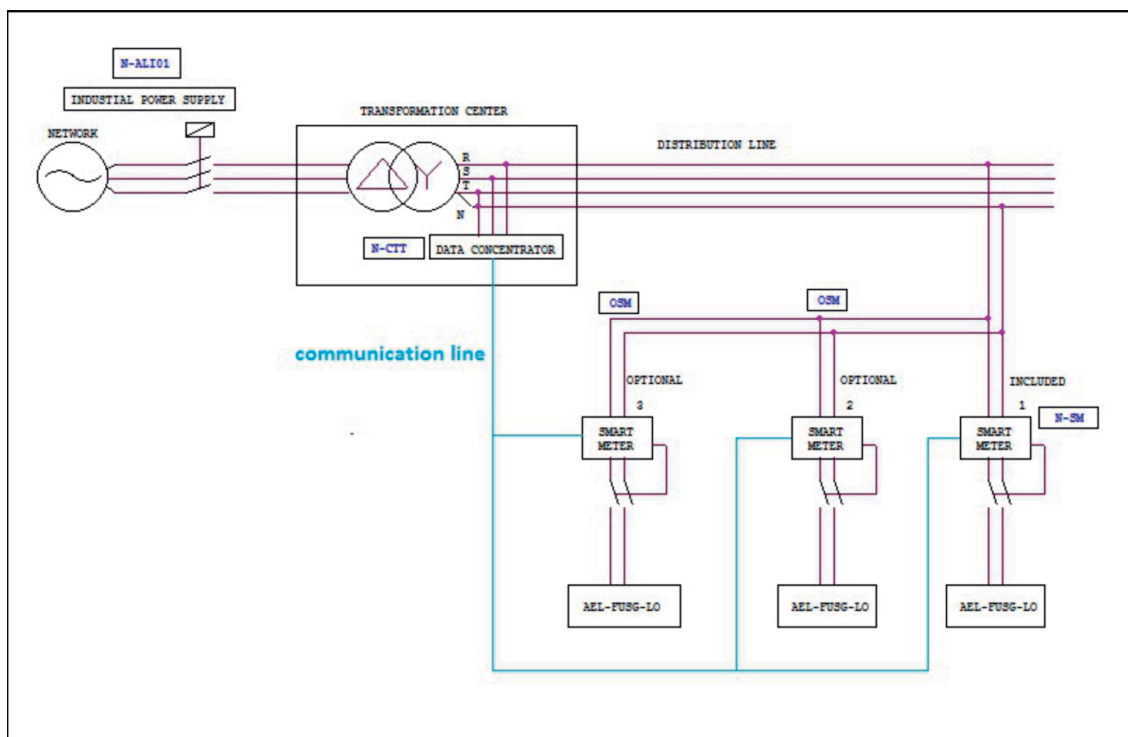 N-ALI01
INDUSTIAL POWER SUPPLY
NETWORK
TRANSFORMATION CENTER
DISTRIBUTION LINE
R
S
T
N
N-CTT
DATA CONCENTRATOR
OSM
OSM
communication line
OPTIONAL
OPTIONAL
INCLUDED
3
2
1
N-SM
SMART
METER
SMART
METER
SMART
METER
AEL-FUSG-LO
AEL-FUSG-LO
AEL-FUSG-LO